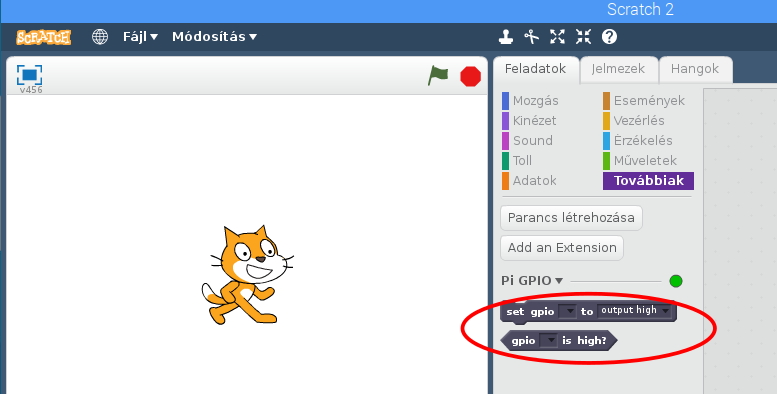 Scratch 2
SCRATCH Fájl Módosítás
v456
Feladatok Jelmezek Hangok
Mozgás Események
Kinézet Vezérlés
Sound Érzékelés
Toll Műveletek
Adatok Továbbiak
Parancs létrehozása
Add an Extension
Pi GPIO
set gpio to output high
gpio is high?